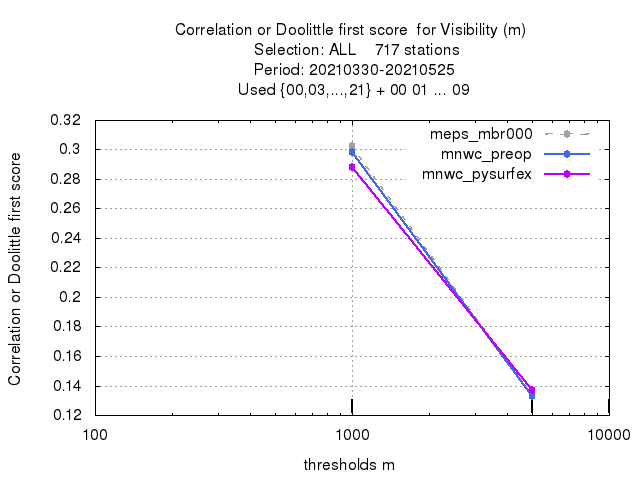 Correlation or Doolittle first score  for Visibility (m)
Selection: ALL    717 stations
Period: 20210330-20210525
Used {00,03,...,21} + 00 01 ... 09
Correlation or Doolittle first score
0.32
0.3
0.28
0.26
0.24
0.22
0.2
0.18
0.16
0.14
0.12
meps_mbr000
mnwc_preop
mnwc_pysurfex
100
1000
10000
thresholds m